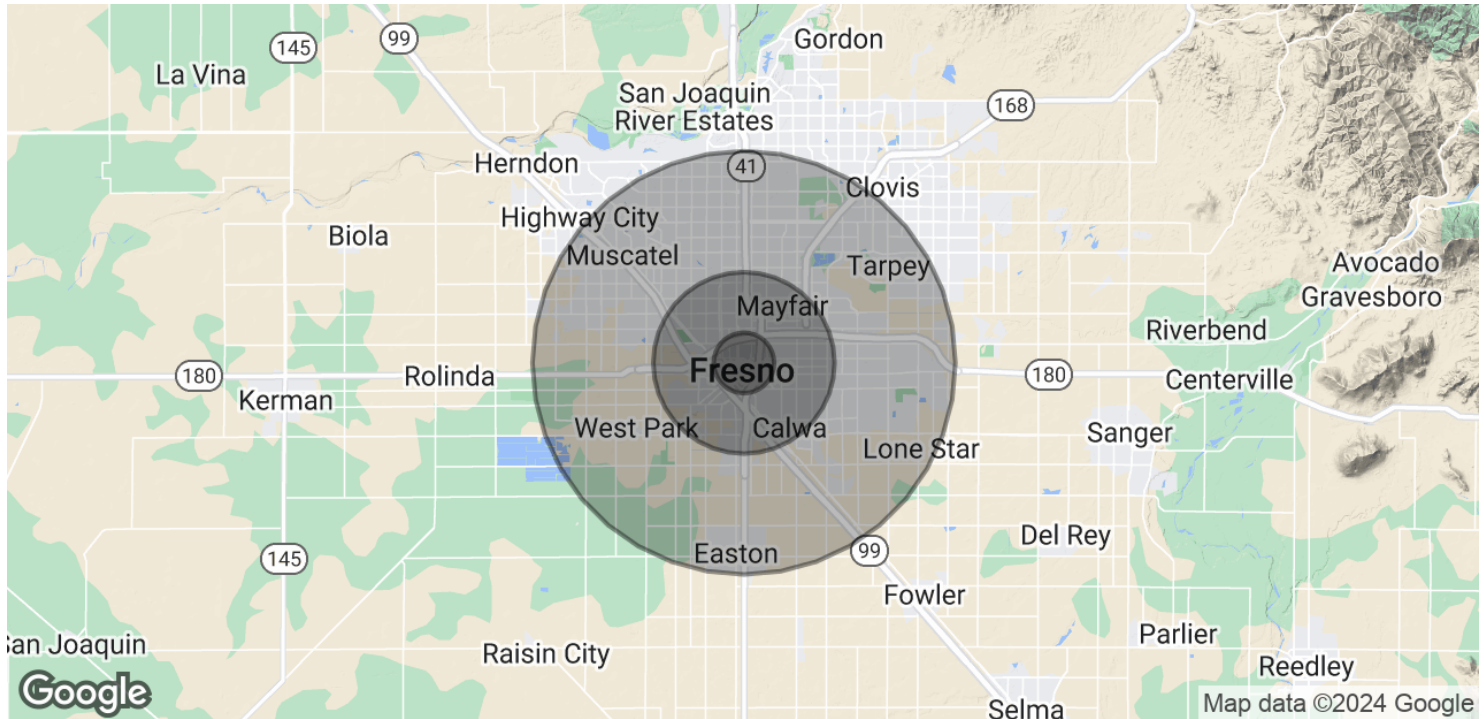 Gordon
99
145
La Vina
San Joaquin
River Estates
168
Herndon
41
Clovis
Highway City
Biola
Muscatel
Tarpey
Avocado
Gravesboro
Mayfair
Riverbend
180
Rolinda
Fresno
180
Centerville
Kerman
West Park
Calwa
Lone Star
Sanger
Del Rey
Easton
99
145
Fowler
Parlier
San Joaquin
Raisin City
Reedley
Google
Selma
Map data ©2024 Google